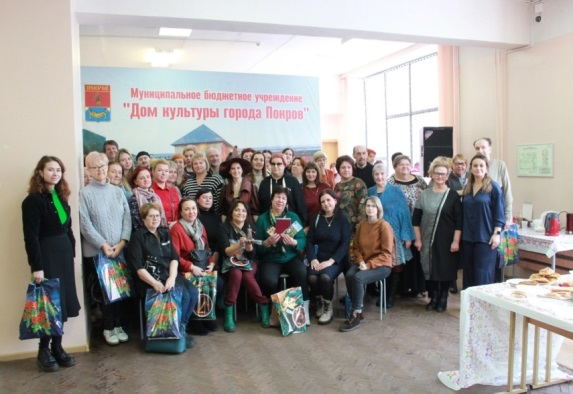 Муниципальное бюджетное учреждение
"Дом культуры города Покров"